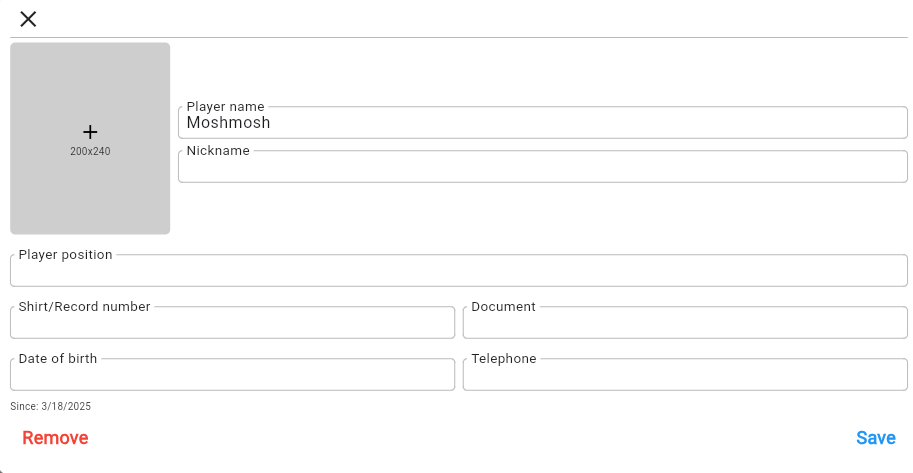 200x240
Player name
Moshmosh
Nickname
Player position
Shirt/Record number
Document
Date of birth
Telephone
Since: 3/18/2025
Remove
Save